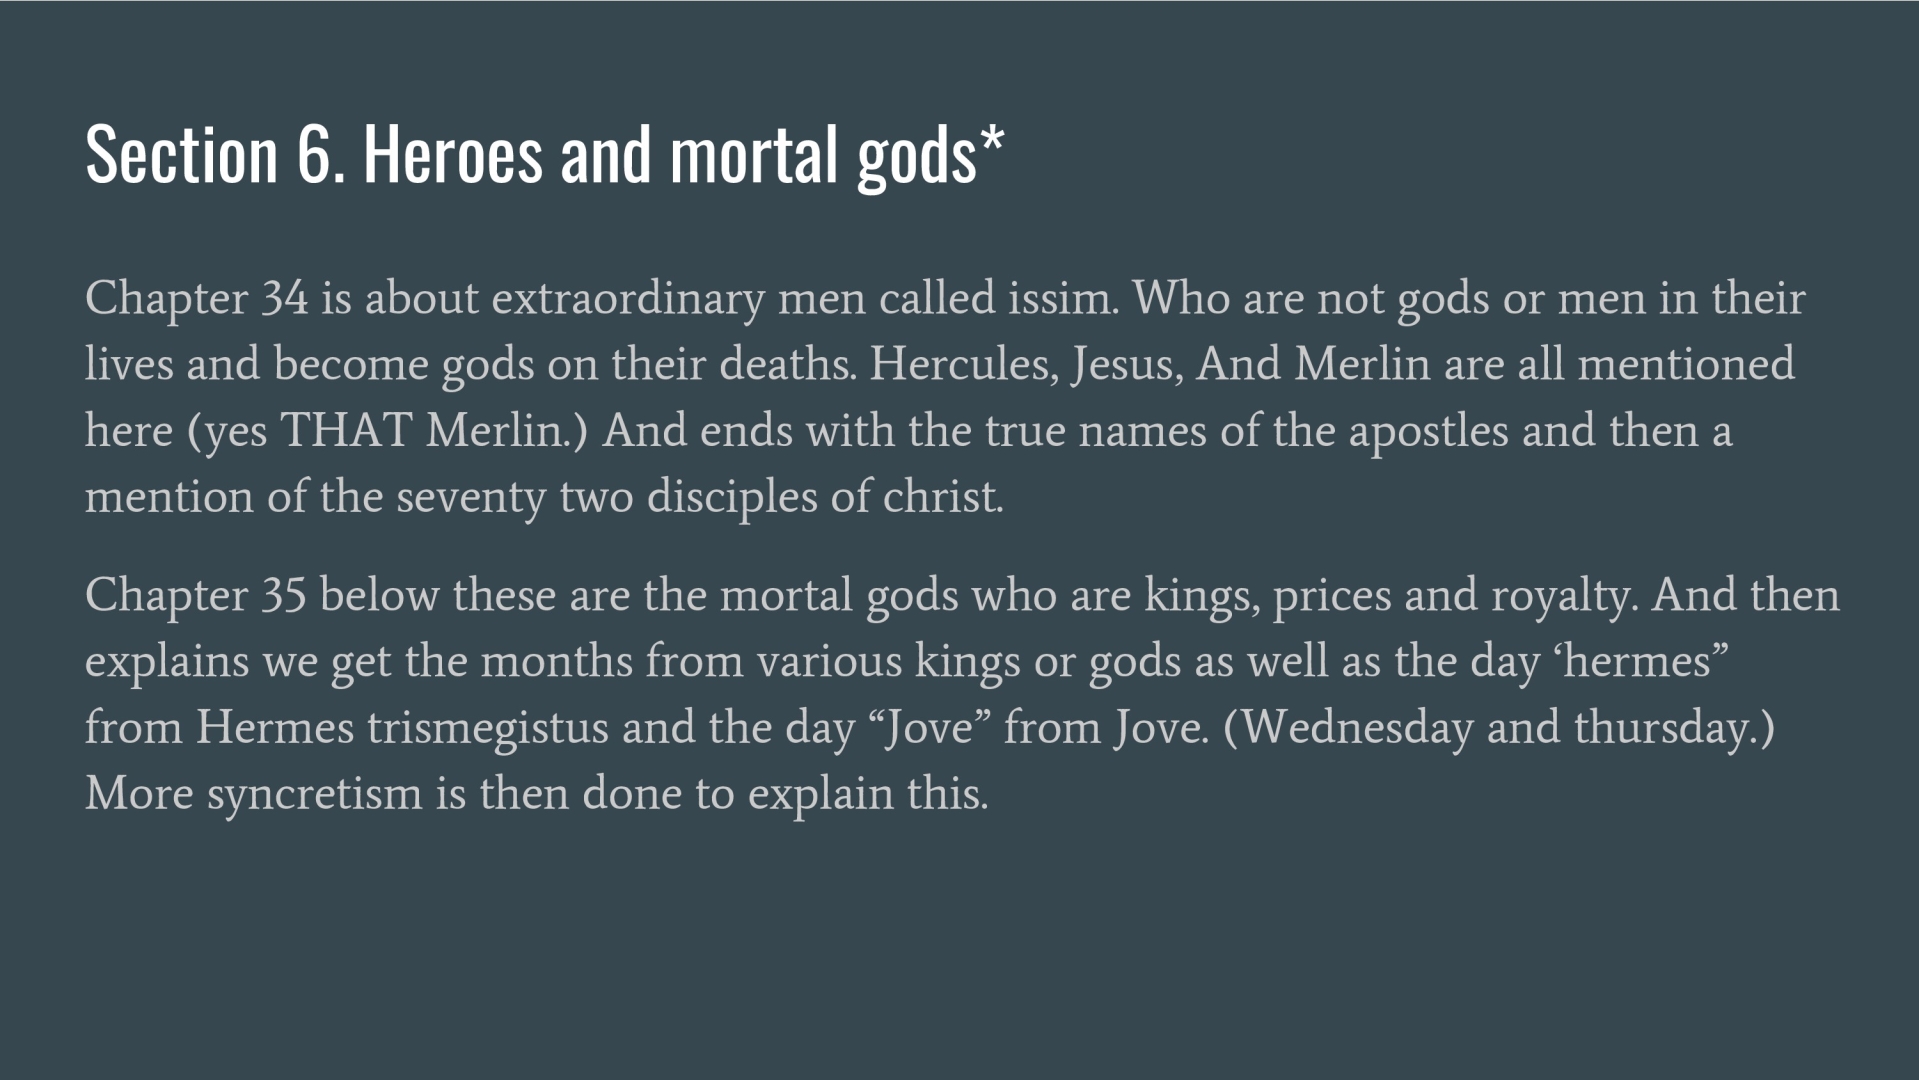 Section 6. Heroes and mortal gods*
Chapter 34 is about extraordinary men called issim. Who are not gods or men in their
lives and become gods on their deaths. Hercules, Jesus, And Merlin are all mentioned
here (yes THAT Merlin.) And ends with the true names of the apostles and then a
mention of the seventy two disciples of christ.
Chapter 35 below these are the mortal gods who are kings, prices and royalty. And then
explains we get the months from various kings or gods as well as the day ‘hermes”
from Hermes trismegistus and the day “Jove” from Jove. (Wednesday and thursday.)
More syncretism is then done to explain this.